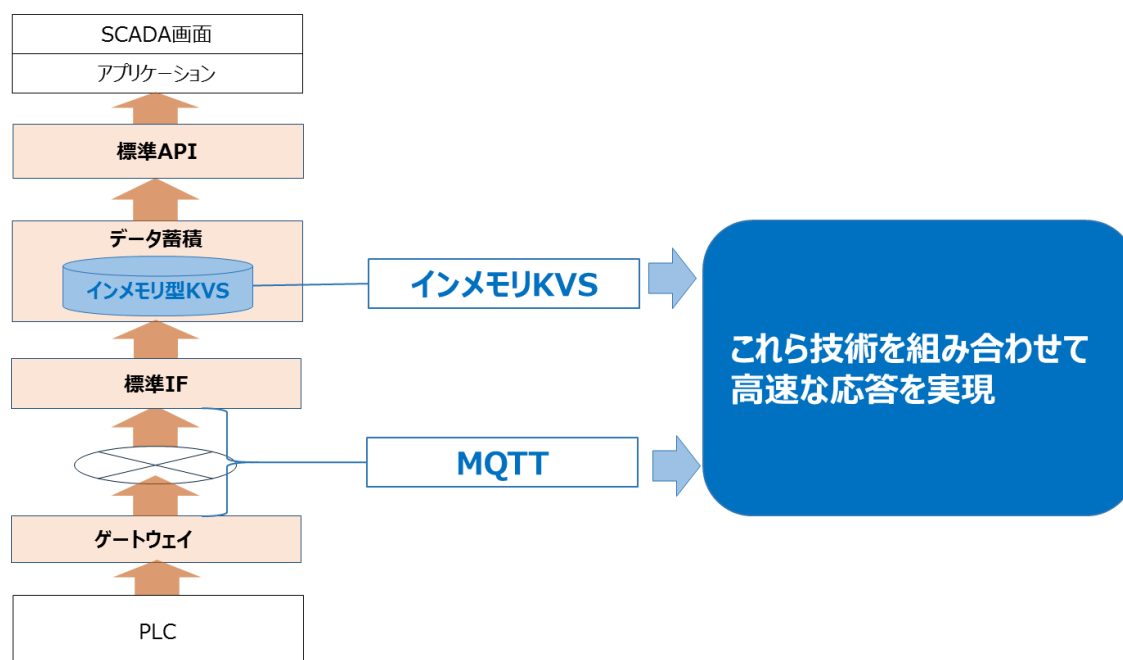 SCADA画面
アプリケーション
標準API
データ蓄積
インメモリ型KVS
インメモリKVS
標準IF
MQTT
ゲートウェイ
PLC
これら技術を組み合わせて
高速な応答を実現